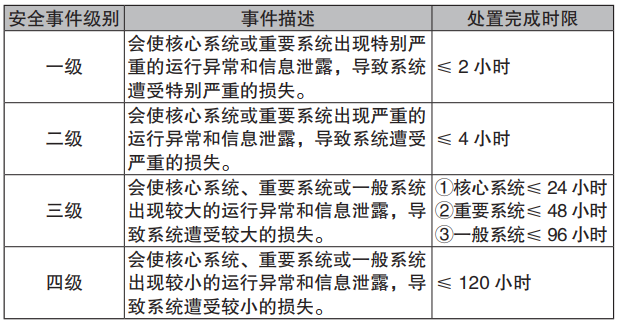 安全事件级别 事件描述 处置完成时限
一级
会使核心系统或重要系统出现特别严
重的运行异常和信息泄露，导致系统
遭受特别严重的损失。
≤ 2 小时
二级
会使核心系统或重要系统出现严重的
运行异常和信息泄露，导致系统遭受
严重的损失。
≤ 4 小时
三级
会使核心系统、重要系统或一般系统
出现较大的运行异常和信息泄露，导
致系统遭受较大的损失。
①核心系统≤ 24 小时
②重要系统≤ 48 小时
③一般系统≤ 96 小时
四级
会使核心系统、重要系统或一般系统
出现较小的运行异常和信息泄露，
导致系统遭受较小的损失。
≤ 120 小时